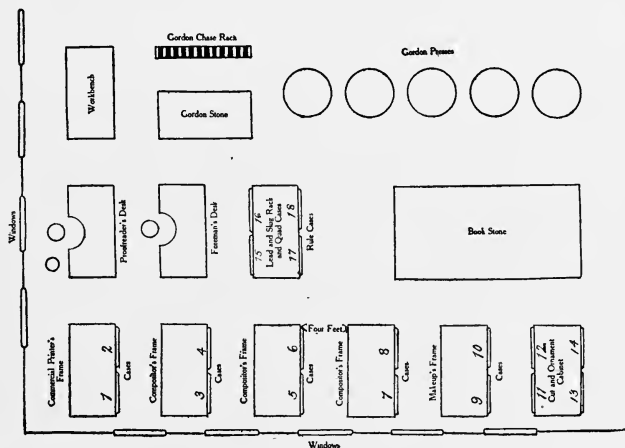 Gordon Chase Rack
Gordon Presses
Workbench
Gordon Stone
Windows
Proofreader's Desk
Foreman's Desk
16
18
Lead and Slug Rack
and Quad Cases
15
17
Rule Cases
Book Stone
Commercial Printer's
Frame
1 2
Cases
Compositor's Frame
3 4
Cases
Compositor's Frame
5 6
Cases
Four Feet
Compositor's Frame
7 8
Cases
Makeup's Frame
9 10
Cases
11 12
Cut and Ornament
Cabinet
13 14
Windows